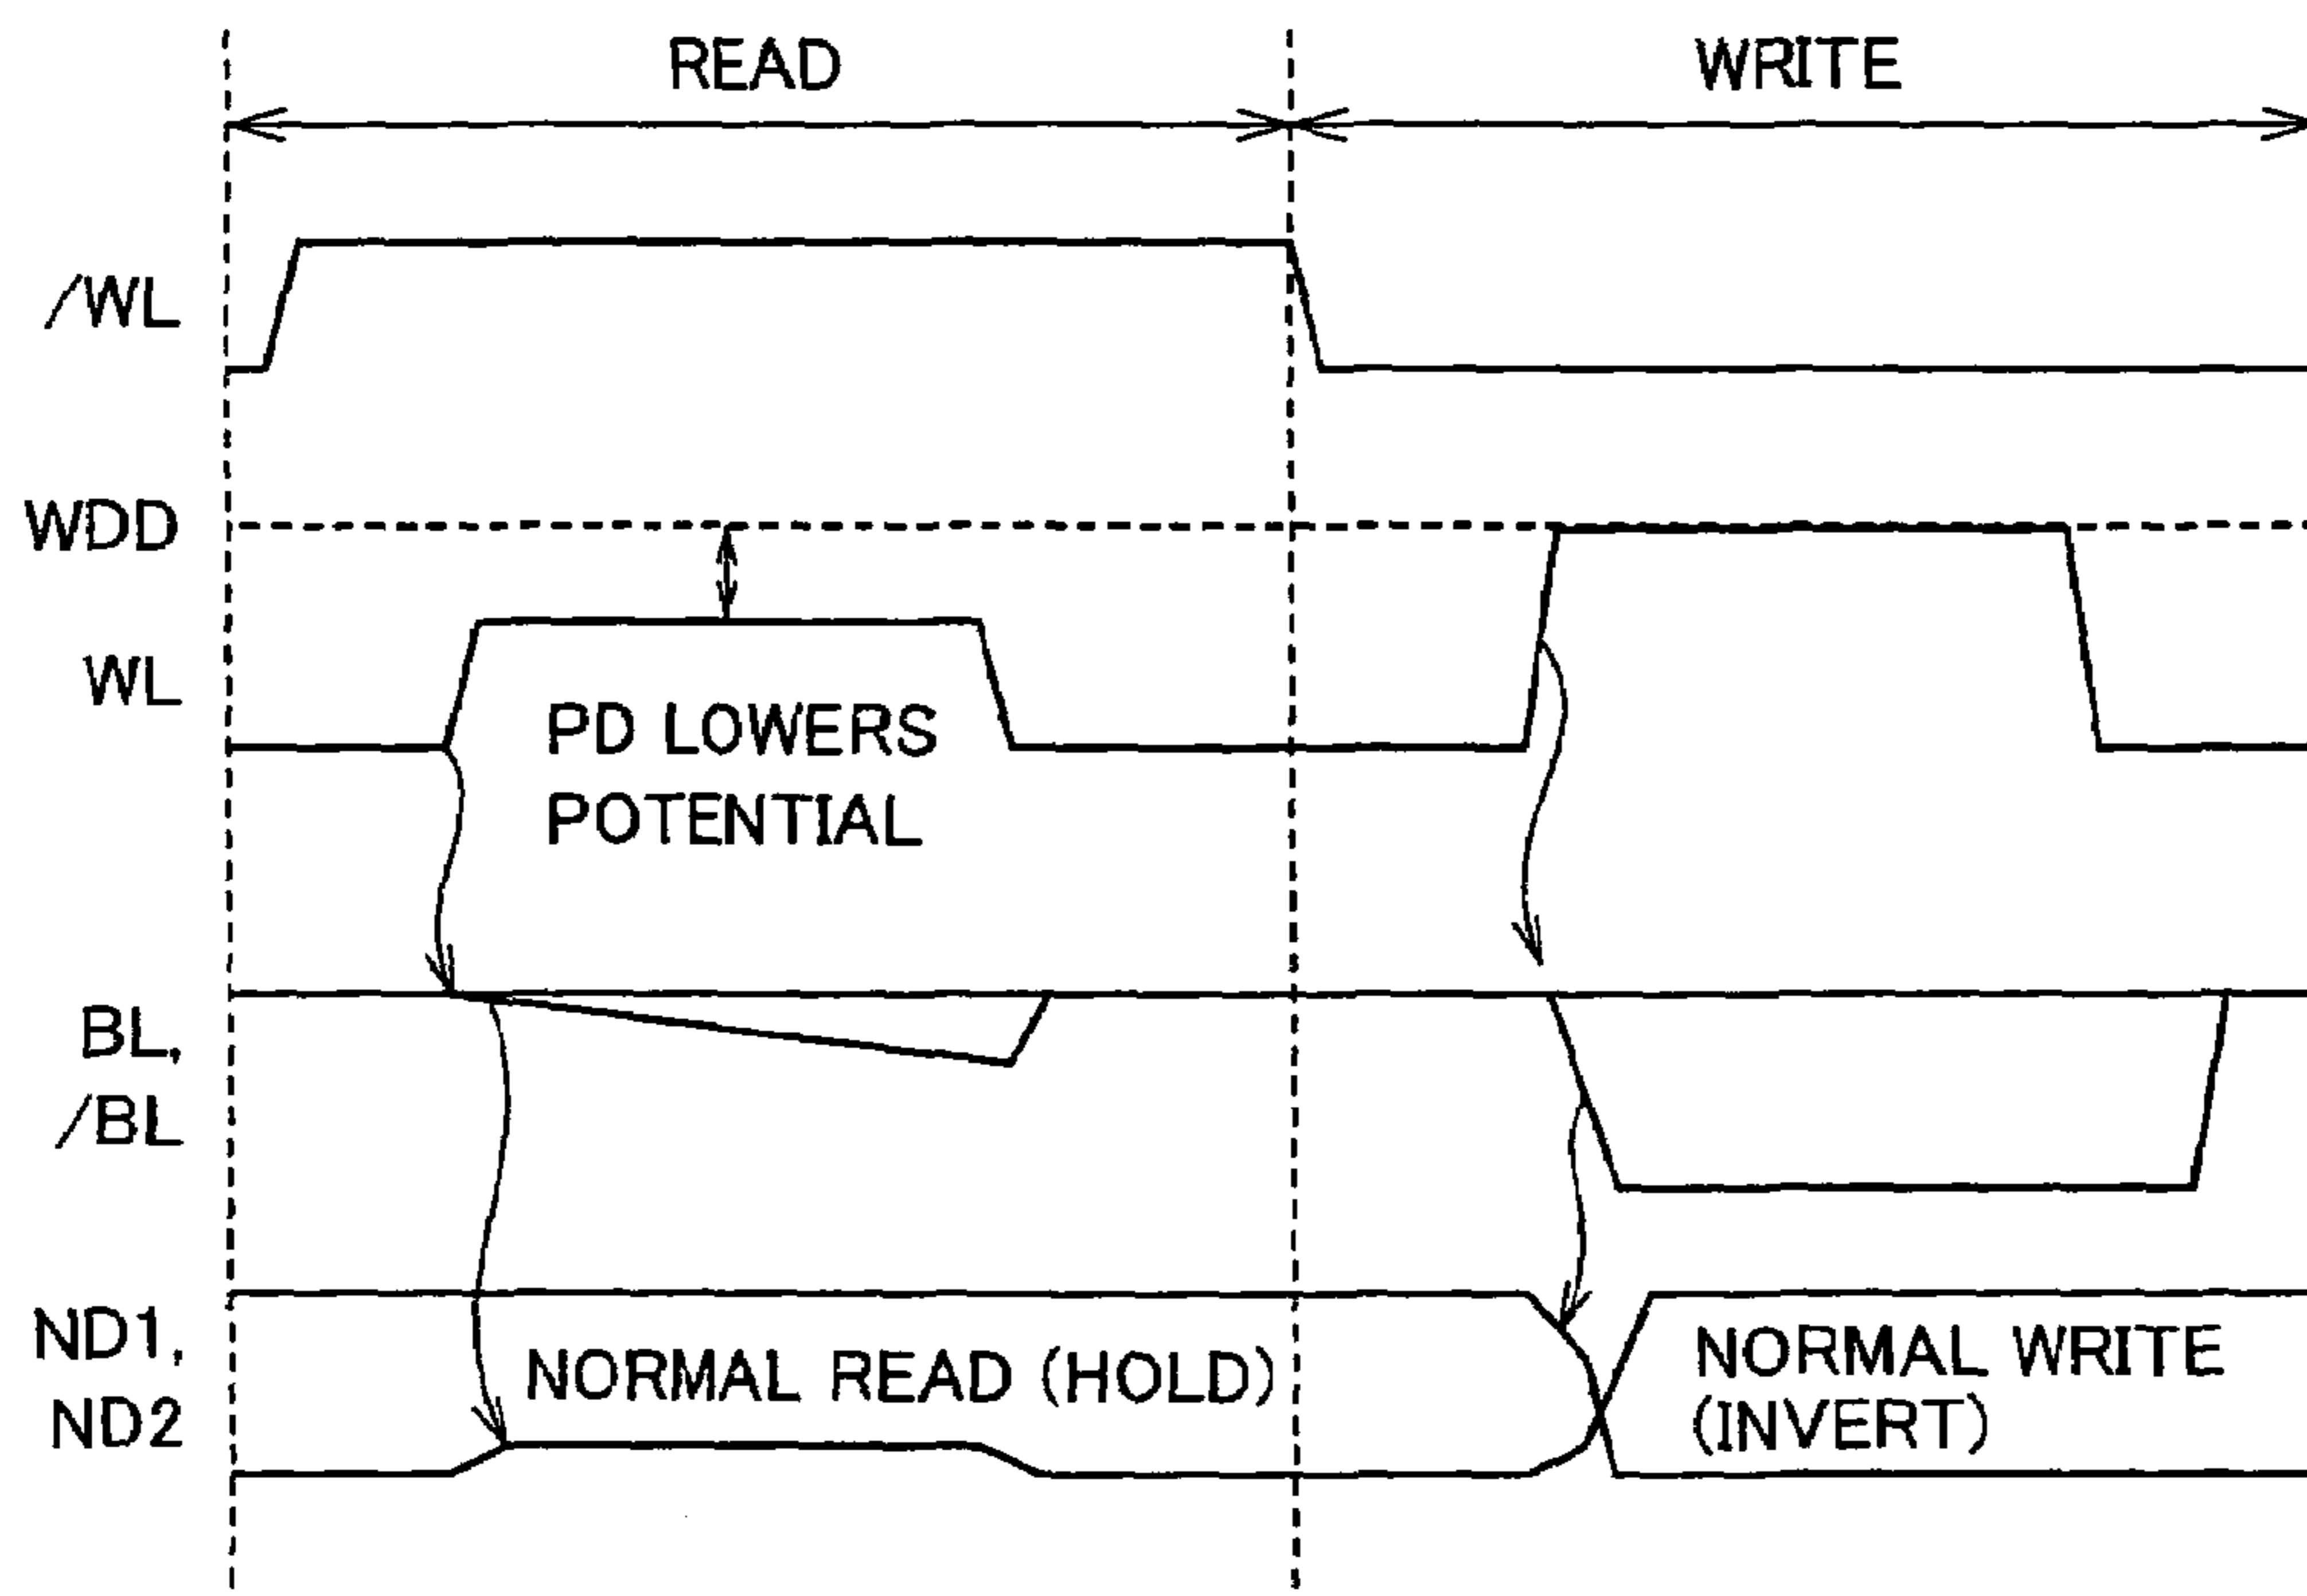 READ
WRITE
/WL
WDD
WL
PD LOWERS
POTENTIAL
BL,
/BL
ND1,
ND2
NORMAL READ (HOLD)
NORMAL WRITE
(INVERT)